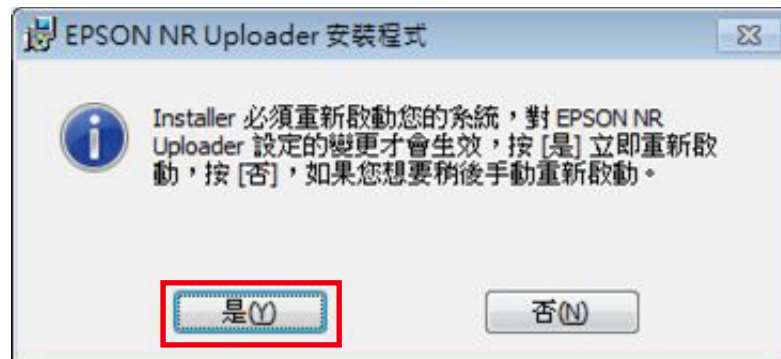 EPSON NR Uploader 安裝程式
Installer 必須重新啟動您的系統，對 EPSON NR
Uploader 設定的變更才會生效，按 [是] 立即重新啟
動，按 [否]，如果您想要稍後手動重新啟動。
是(Y)
否(N)